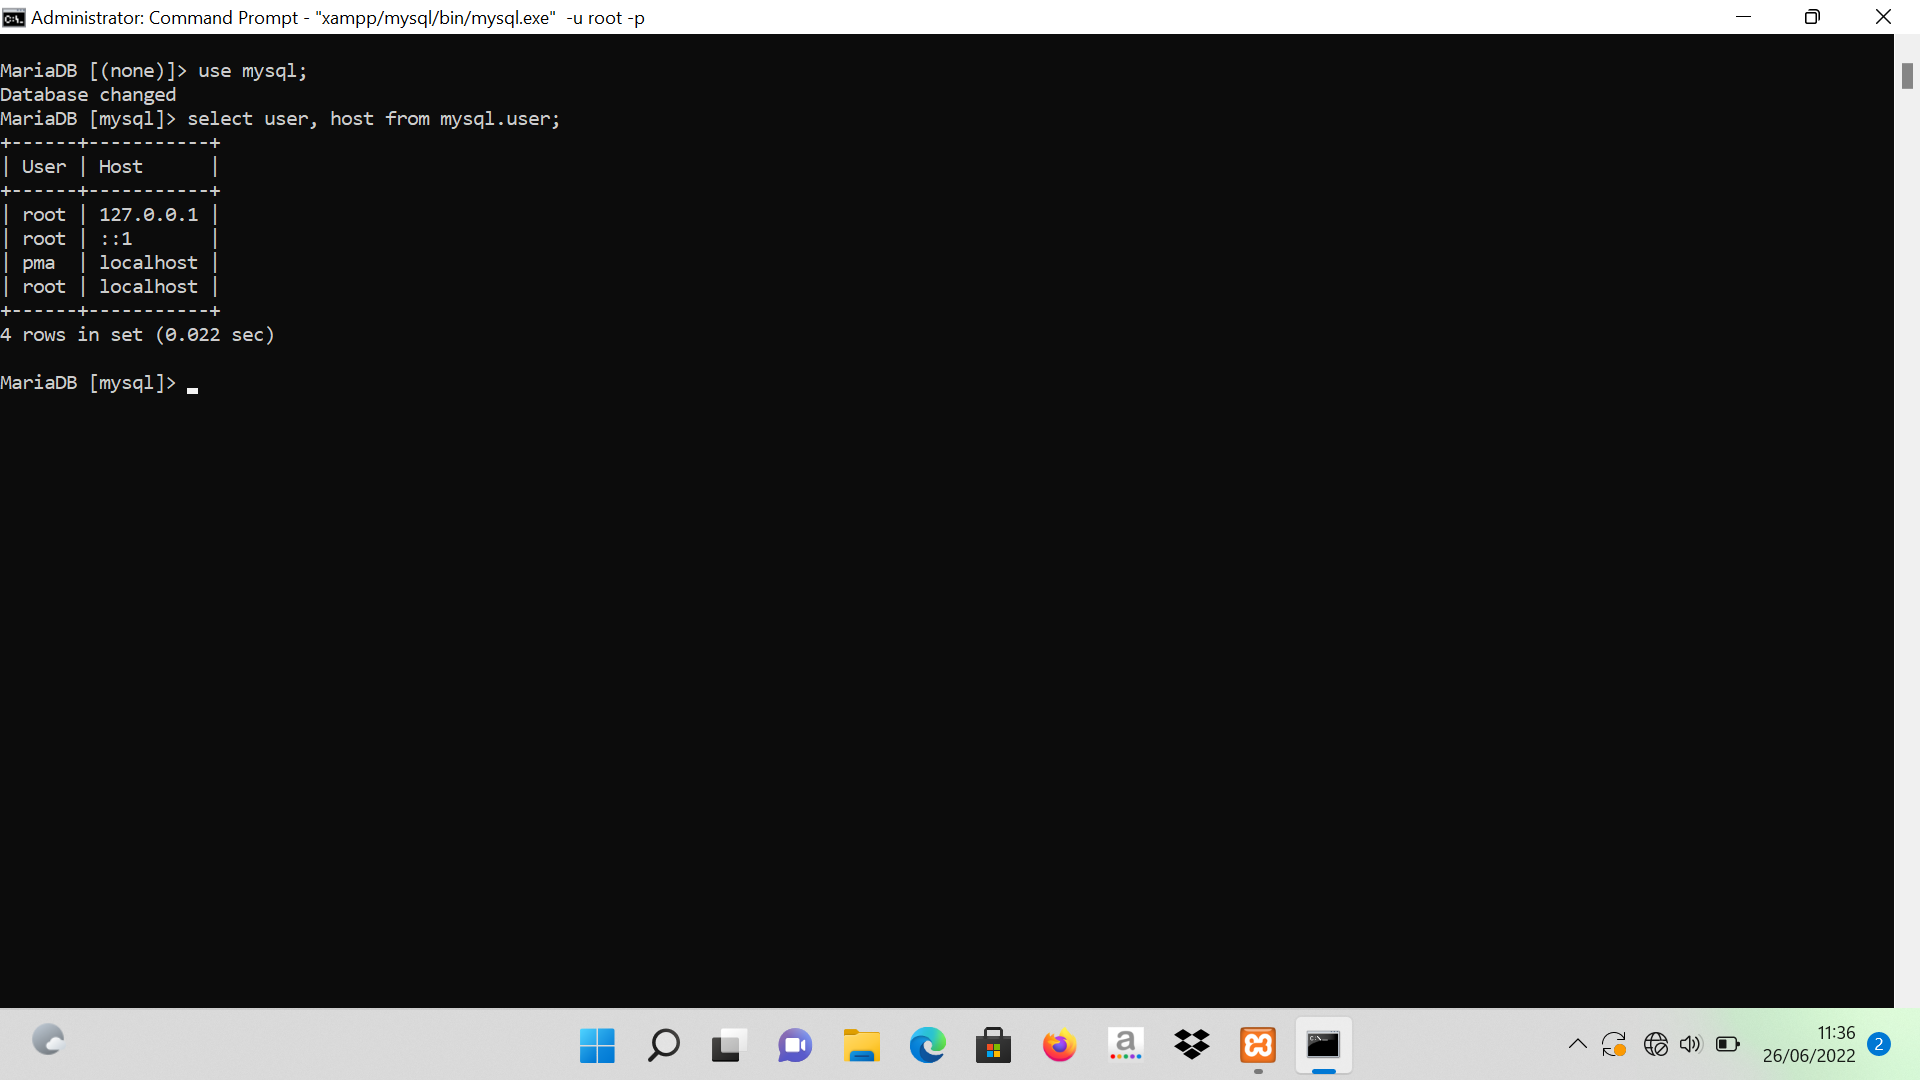 Administrator: Command Prompt - "xampp/mysql/bin/mysql.exe"  -u root -p
MariaDB [(none)]> use mysql;
Database changed
MariaDB [mysql]> select user, host from mysql.user;
+------+-----------+
| User | Host      |
+------+-----------+
| root | 127.0.0.1 |
| root | ::1       |
| pma  | localhost |
| root | localhost |
+------+-----------+
4 rows in set (0.022 sec)
MariaDB [mysql]> _
11:36
26/06/2022
2